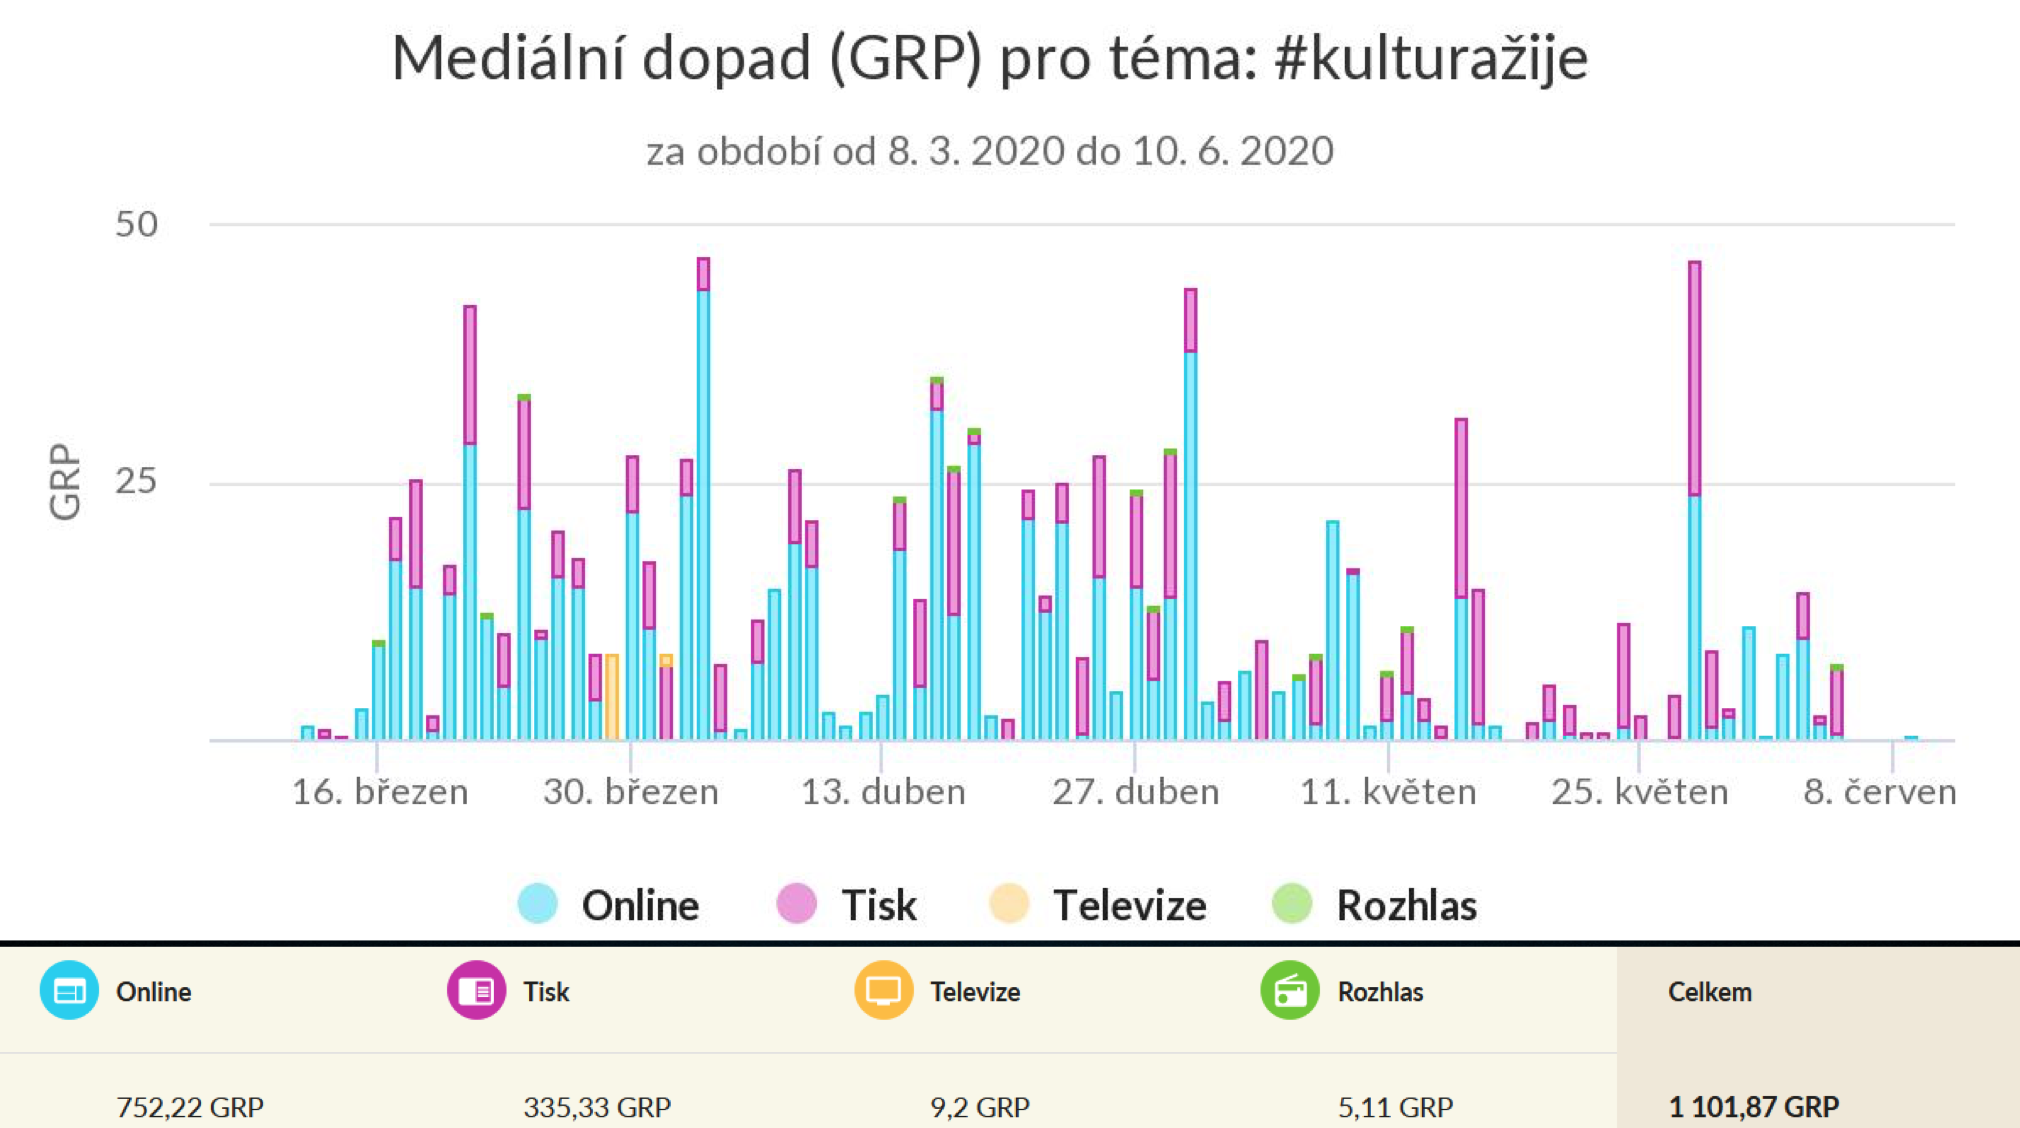 Mediální dopad (GRP) pro téma: #kulturažije
za období od 8. 3. 2020 do 10. 6. 2020
50
25
GRP
16. březen 30. březen 13. duben 27. duben 11. květen 25. květen 8. červen
Online Tisk Televize Rozhlas
Online Tisk Televize Rozhlas Celkem
752,22 GRP 335,33 GRP 9,2 GRP 5,11 GRP 1 101,87 GRP